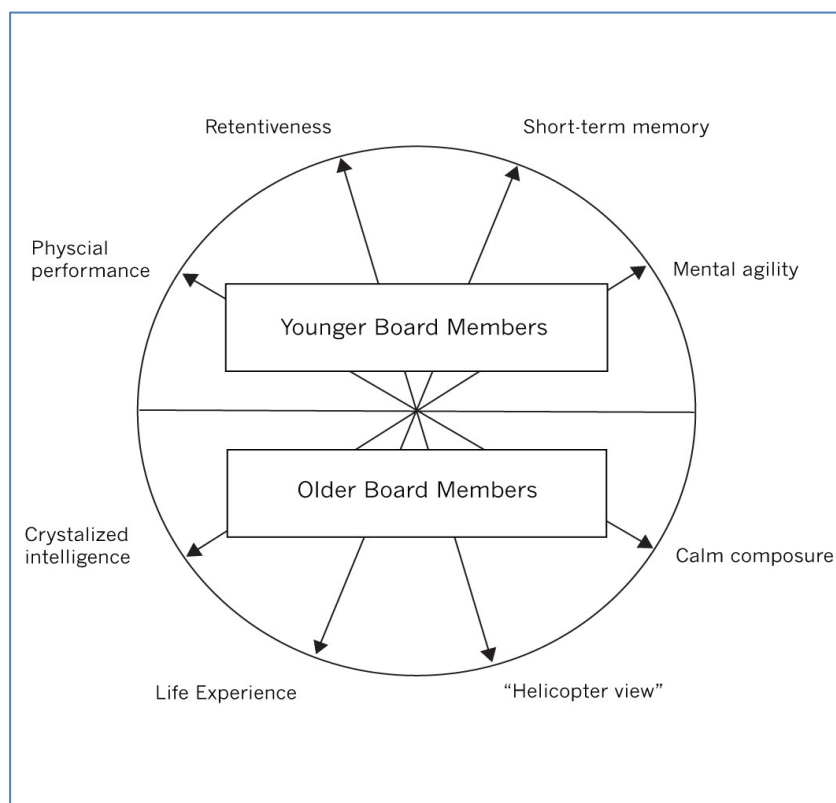 Retentiveness
Short-term memory
Physcial
performance
Mental agility
Younger Board Members
Older Board Members
Crystalized
intelligence
Calm composure
Life Experience
“Helicopter view”